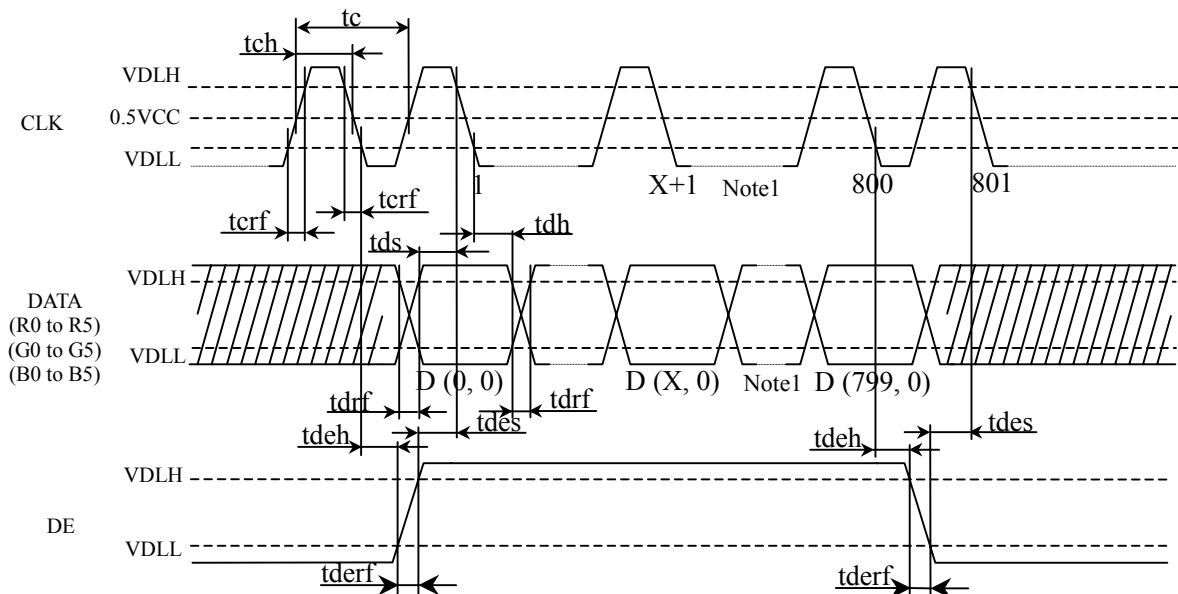 tc
tch
VDLH
CLK
0.5VCC
VDLL
1
X+1
Note1
800
801
tcrf
tcrf
tds
tdh
VDLH
DATA
(R0 to R5)
(G0 to G5)
(B0 to B5)
VDLL
D (0, 0)
D (X, 0)
Note1
D (799, 0)
tdrf
tdrf
tdeh
tdes
tdeh
tdes
VDLH
DE
VDLL
tderf
tderf